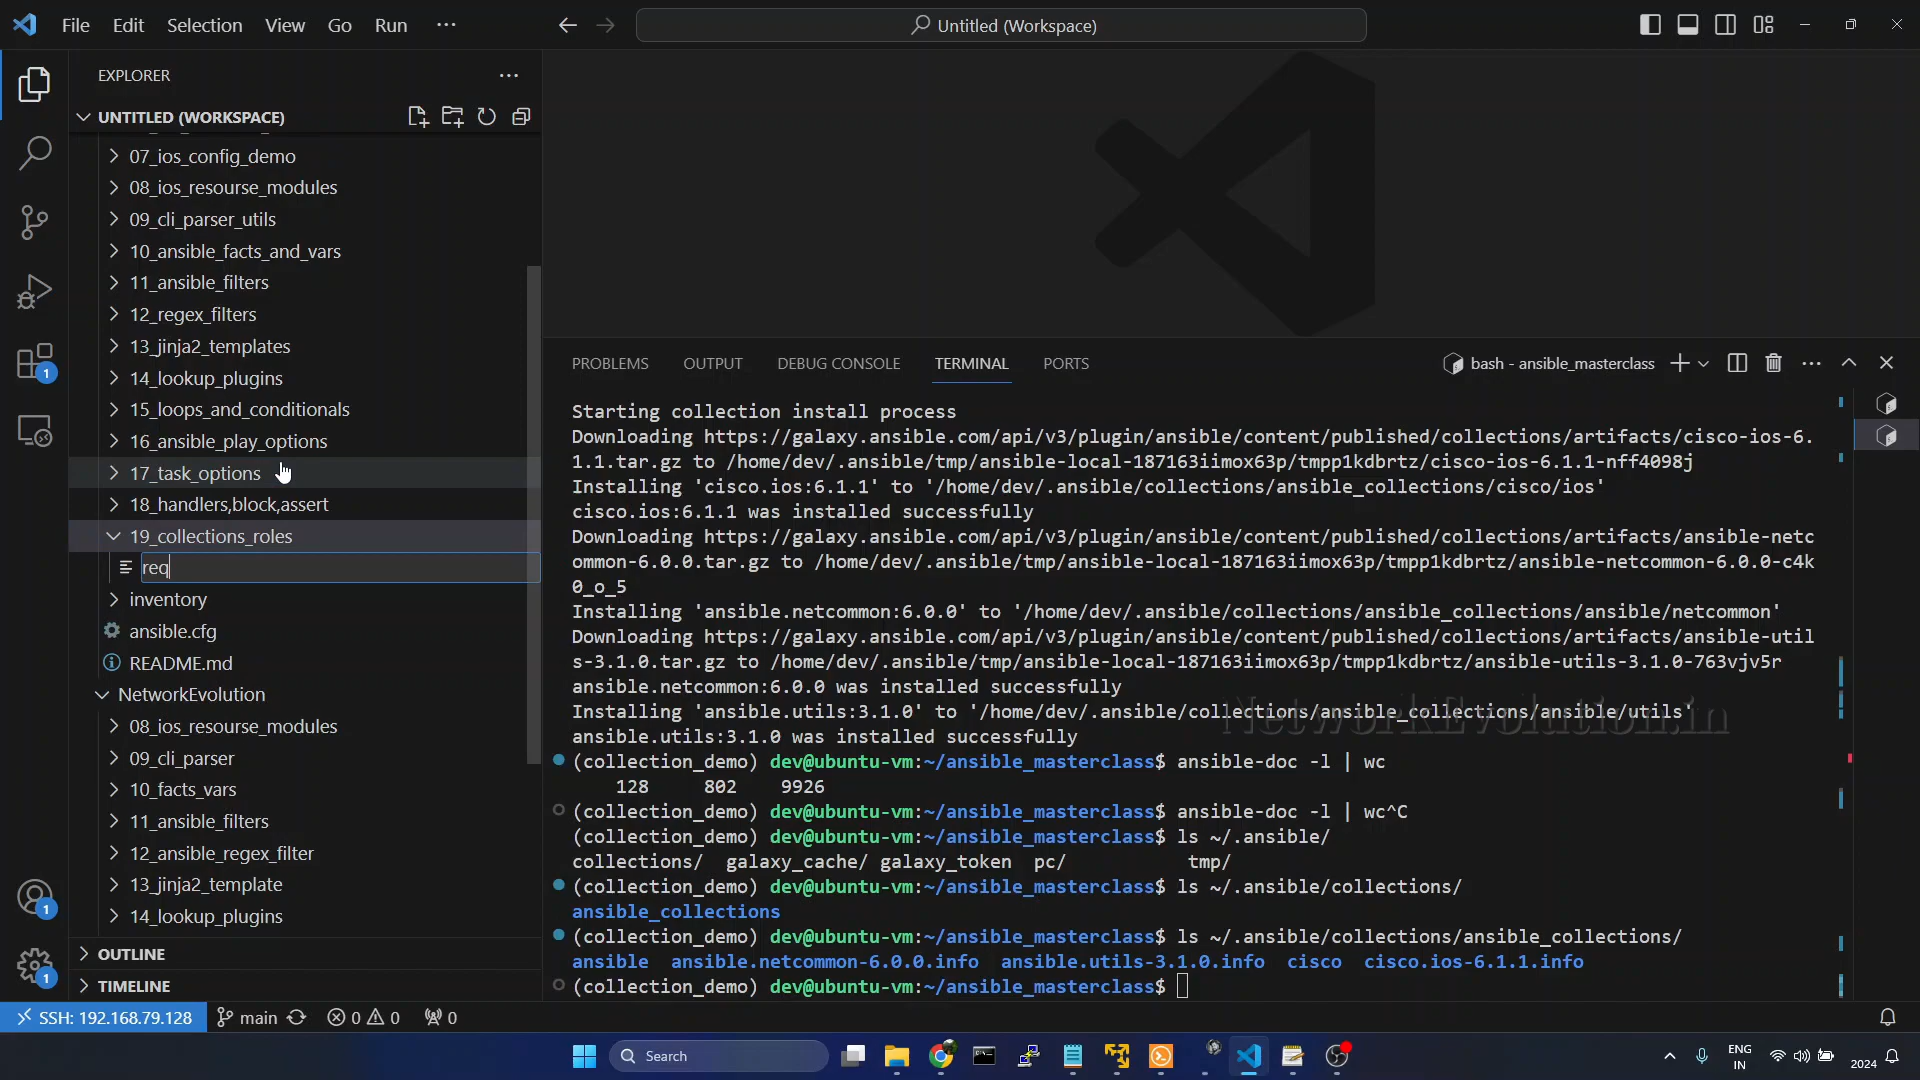 File Edit Selection View Go Run ···
Untitled (Workspace)
EXPLORER
UNTITLED (WORKSPACE)
07_ios_config_demo
08_ios_resourse_modules
09_cli_parser_utils
10_ansible_facts_and_vars
11_ansible_filters
12_regex_filters
13_jinja2_templates
14_lookup_plugins
15_loops_and_conditionals
16_ansible_play_options
17_task_options
18_handlers,block,assert
19_collections_roles
req
inventory
ansible.cfg
README.md
NetworkEvolution
08_ios_resourse_modules
09_cli_parser
10_facts_vars
11_ansible_filters
12_ansible_regex_filter
13_jinja2_template
14_lookup_plugins
OUTLINE
TIMELINE
1
1
1
PROBLEMS OUTPUT DEBUG CONSOLE TERMINAL PORTS
bash - ansible_masterclass
Starting collection install process
Downloading https://galaxy.ansible.com/api/v3/plugin/ansible/content/published/collections/artifacts/cisco-ios-6.
1.1.tar.gz to /home/dev/.ansible/tmp/ansible-local-187163iimox63p/tmpp1kdbrtz/cisco-ios-6.1.1-nff4098j
Installing 'cisco.ios:6.1.1' to '/home/dev/.ansible/collections/ansible_collections/cisco/ios'
cisco.ios:6.1.1 was installed successfully
Downloading https://galaxy.ansible.com/api/v3/plugin/ansible/content/published/collections/artifacts/ansible-netc
ommon-6.0.0.tar.gz to /home/dev/.ansible/tmp/ansible-local-187163iimox63p/tmpp1kdbrtz/ansible-netcommon-6.0.0-c4k
0_o_5
Installing 'ansible.netcommon:6.0.0' to '/home/dev/.ansible/collections/ansible_collections/ansible/netcommon'
Downloading https://galaxy.ansible.com/api/v3/plugin/ansible/content/published/collections/artifacts/ansible-util
s-3.1.0.tar.gz to /home/dev/.ansible/tmp/ansible-local-187163iimox63p/tmpp1kdbrtz/ansible-utils-3.1.0-763vjv5r
ansible.netcommon:6.0.0 was installed successfully
Installing 'ansible.utils:3.1.0' to '/home/dev/.ansible/collections/ansible_collections/ansible/utils'
NetworkEvolution.in
ansible.utils:3.1.0 was installed successfully
(collection_demo) dev@ubuntu-vm:~/ansible_masterclass$ ansible-doc -l | wc
128 802 9926
(collection_demo) dev@ubuntu-vm:~/ansible_masterclass$ ansible-doc -l | wc^C
(collection_demo) dev@ubuntu-vm:~/ansible_masterclass$ ls ~/.ansible/
collections/ galaxy_cache/ galaxy_token pc/ tmp/
(collection_demo) dev@ubuntu-vm:~/ansible_masterclass$ ls ~/.ansible/collections/
ansible_collections
(collection_demo) dev@ubuntu-vm:~/ansible_masterclass$ ls ~/.ansible/collections/ansible_collections/
ansible ansible.netcommon-6.0.0.info ansible.utils-3.1.0.info cisco cisco.ios-6.1.1.info
(collection_demo) dev@ubuntu-vm:~/ansible_masterclass$
SSH: 192.168.79.128 main 0 0 0
Search
ENG
IN
2024